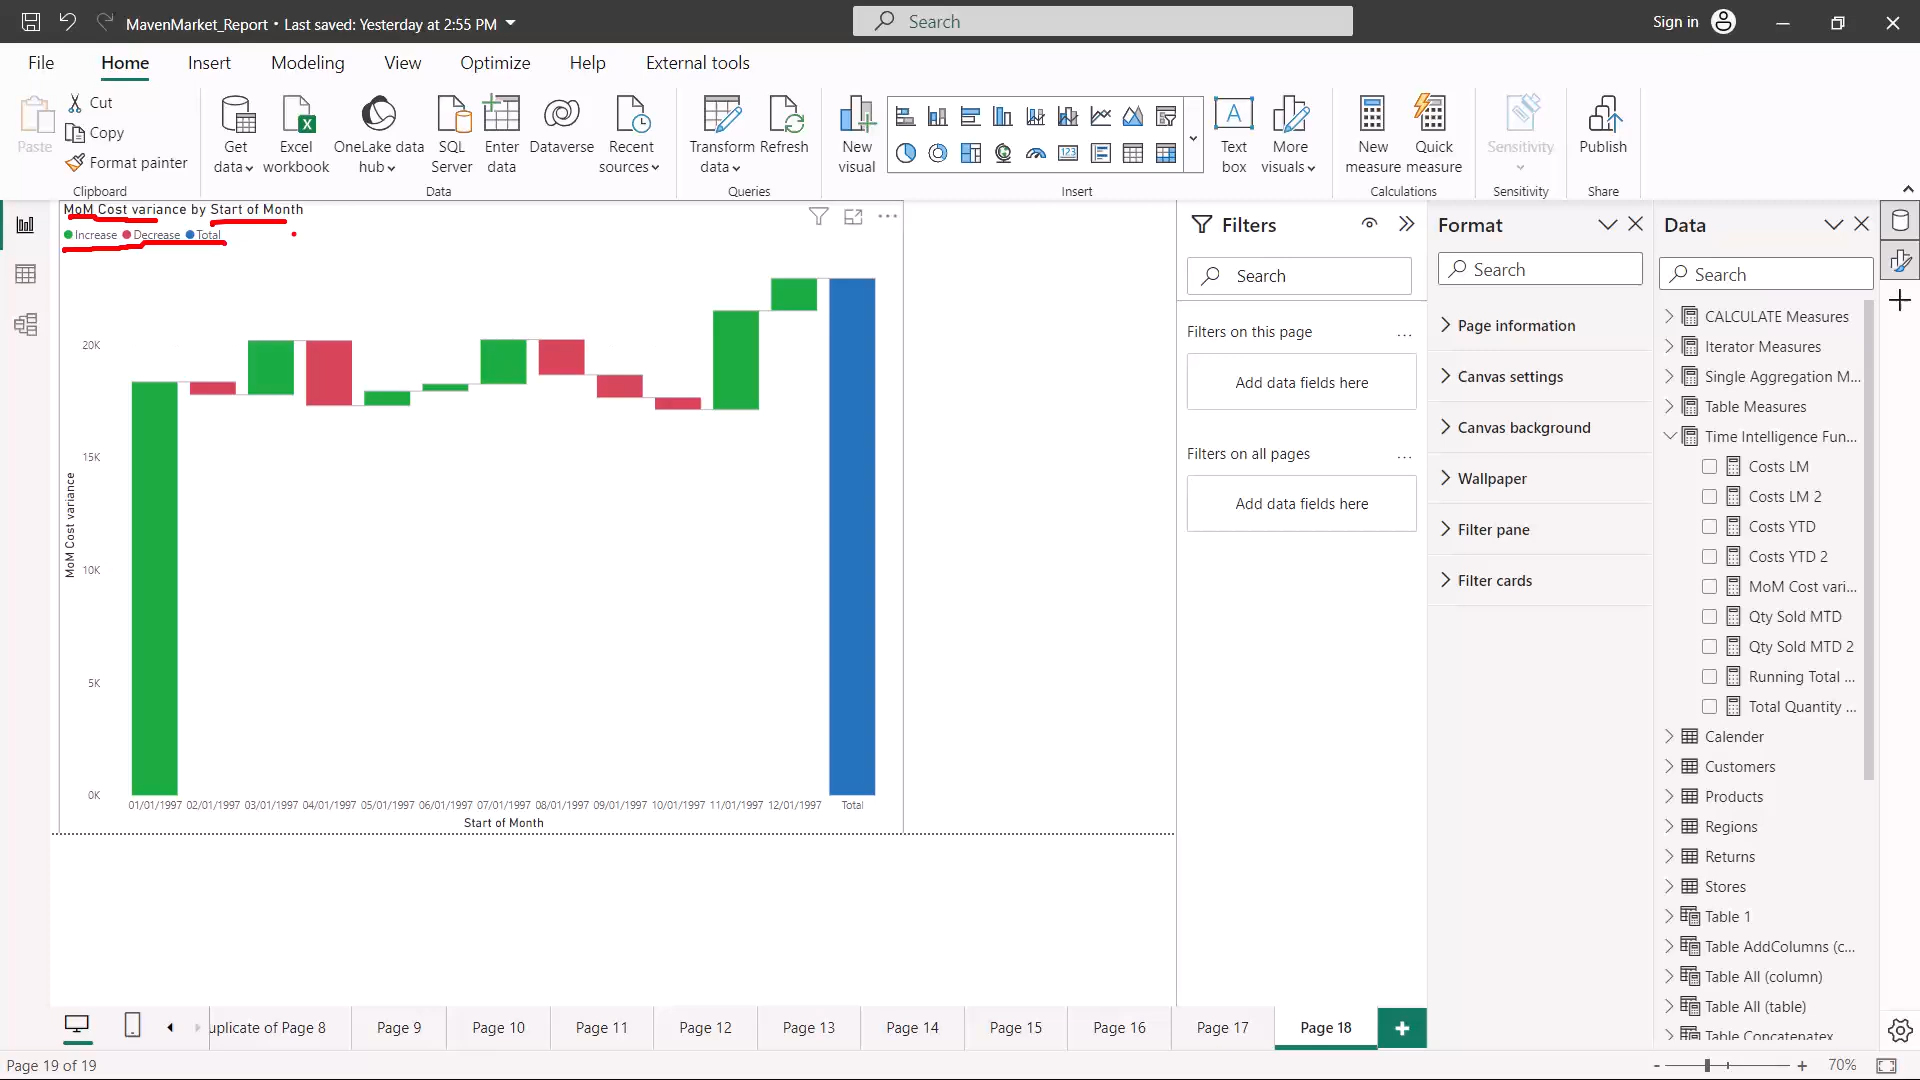 MavenMarket_Report • Last saved: Yesterday at 2:55 PM
Search
Sign in
File
Home
Insert
Modeling
View
Optimize
Help
External tools
Paste
Cut
Copy
Format painter
Clipboard
Get data
Excel workbook
OneLake data hub
SQL Server
Enter data
Dataverse
Recent sources
Data
Transform data
Refresh
Queries
New visual
123
Insert
A
Text box
More visuals
New measure
Quick measure
Calculations
Sensitivity
Sensitivity
Publish
Share
MoM Cost variance by Start of Month
Increase Decrease Total
20K
15K
10K
5K
0K
MoM Cost variance
01/01/1997 02/01/1997 03/01/1997 04/01/1997 05/01/1997 06/01/1997 07/01/1997 08/01/1997 09/01/1997 10/01/1997 11/01/1997 12/01/1997 Total
Start of Month
Filters
Search
Filters on this page
...
Add data fields here
Filters on all pages
...
Add data fields here
Format
Search
Page information
Canvas settings
Canvas background
Wallpaper
Filter pane
Filter cards
Data
Search
CALCULATE Measures
Iterator Measures
Single Aggregation M...
Table Measures
Time Intelligence Fun...
Costs LM
Costs LM 2
Costs YTD
Costs YTD 2
MoM Cost vari...
Qty Sold MTD
Qty Sold MTD 2
Running Total ...
Total Quantity ...
Calender
Customers
Products
Regions
Returns
Stores
Table 1
Table AddColumns (c...
Table All (column)
Table All (table)
Table Concatenatex
uplicate of Page 8
Page 9
Page 10
Page 11
Page 12
Page 13
Page 14
Page 15
Page 16
Page 17
Page 18
+
Page 19 of 19
- + 70%